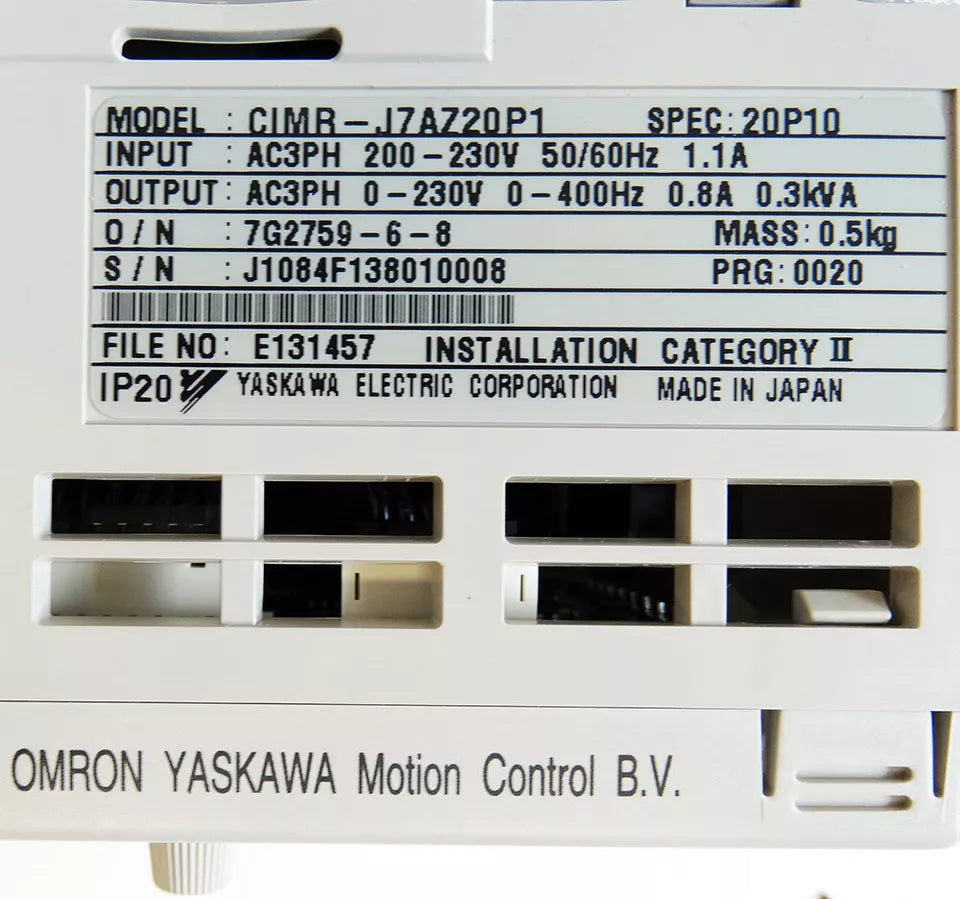 MODEL : CIMR-J7AZ20P1 SPEC: 20P10
INPUT : AC3PH 200-230V 50/60Hz 1.1A
OUTPUT : AC3PH 0-230V 0-400Hz 0.8A 0.3kVA
O/N : 7G2759-6-8 MASS: 0.5kg
S/N : J1084F138010008 PRG: 0020
FILE NO: E131457 INSTALLATION CATEGORY II
IP20 YASKAWA ELECTRIC CORPORATION MADE IN JAPAN
OMRON YASKAWA Motion Control B.V.